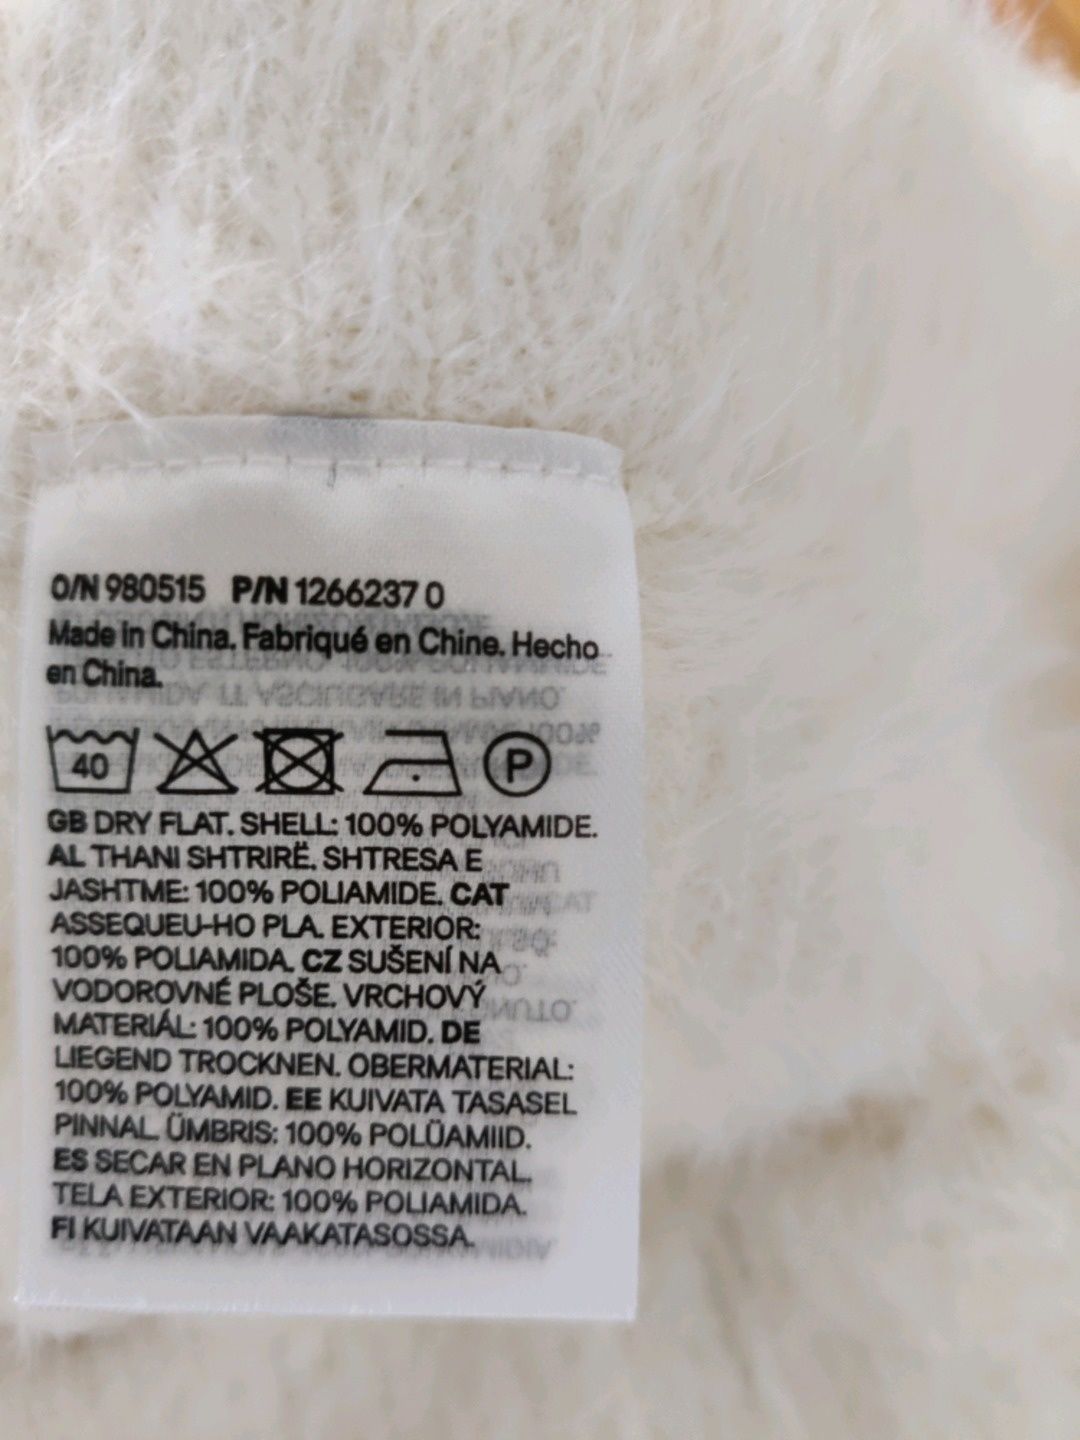 O/N 980515 P/N 1266237 0
Made in China. Fabriqué en Chine. Hecho
en China.
40 P
GB DRY FLAT. SHELL: 100% POLYAMIDE.
AL THANI SHTRIRË. SHTRESA E
JASHTME: 100% POLIAMIDE. CAT
ASSEQUEU-HO PLA. EXTERIOR:
100% POLIAMIDA. CZ SUŠENÍ NA
VODOROVNÉ PLOŠE. VRCHOVÝ
MATERIÁL: 100% POLYAMID. DE
LIEGEND TROCKNEN. OBERMATERIAL:
100% POLYAMID. EE KUIVATA TASASEL
PINNAL. ÜMBRIS: 100% POLÜAMIID.
ES SECAR EN PLANO HORIZONTAL.
TELA EXTERIOR: 100% POLIAMIDA.
FI KUIVATAAN VAAKATASOSSA.